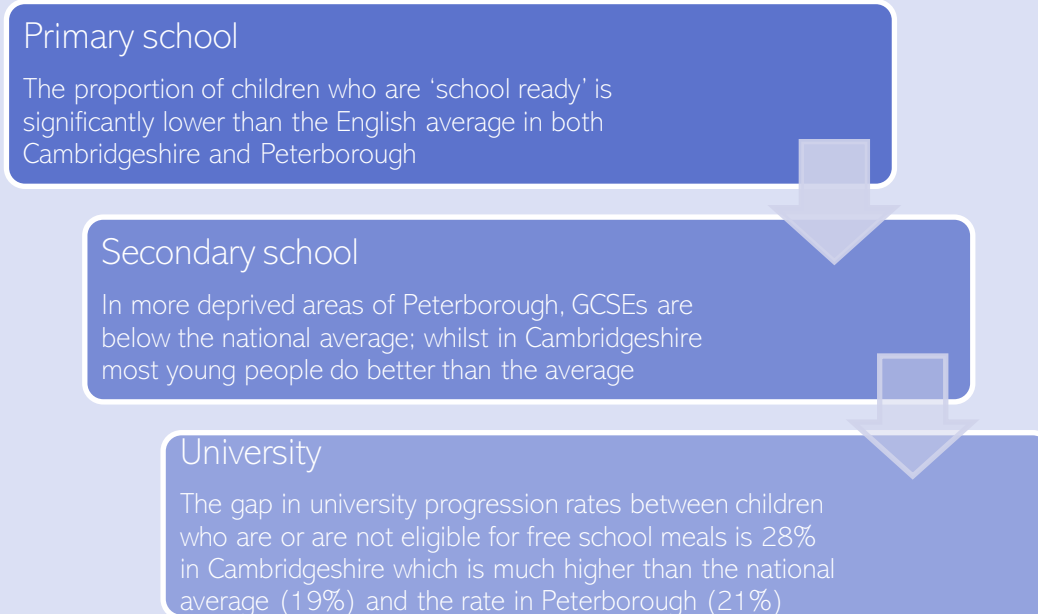 Primary school
The proportion of children who are ‘school ready’ is
significantly lower than the English average in both
Cambridgeshire and Peterborough
Secondary school
In more deprived areas of Peterborough, GCSEs are
below the national average; whilst in Cambridgeshire
most young people do better than the average
University
The gap in university progression rates between children
who are or are not eligible for free school meals is 28%
in Cambridgeshire which is much higher than the national
average (19%) and the rate in Peterborough (21%)